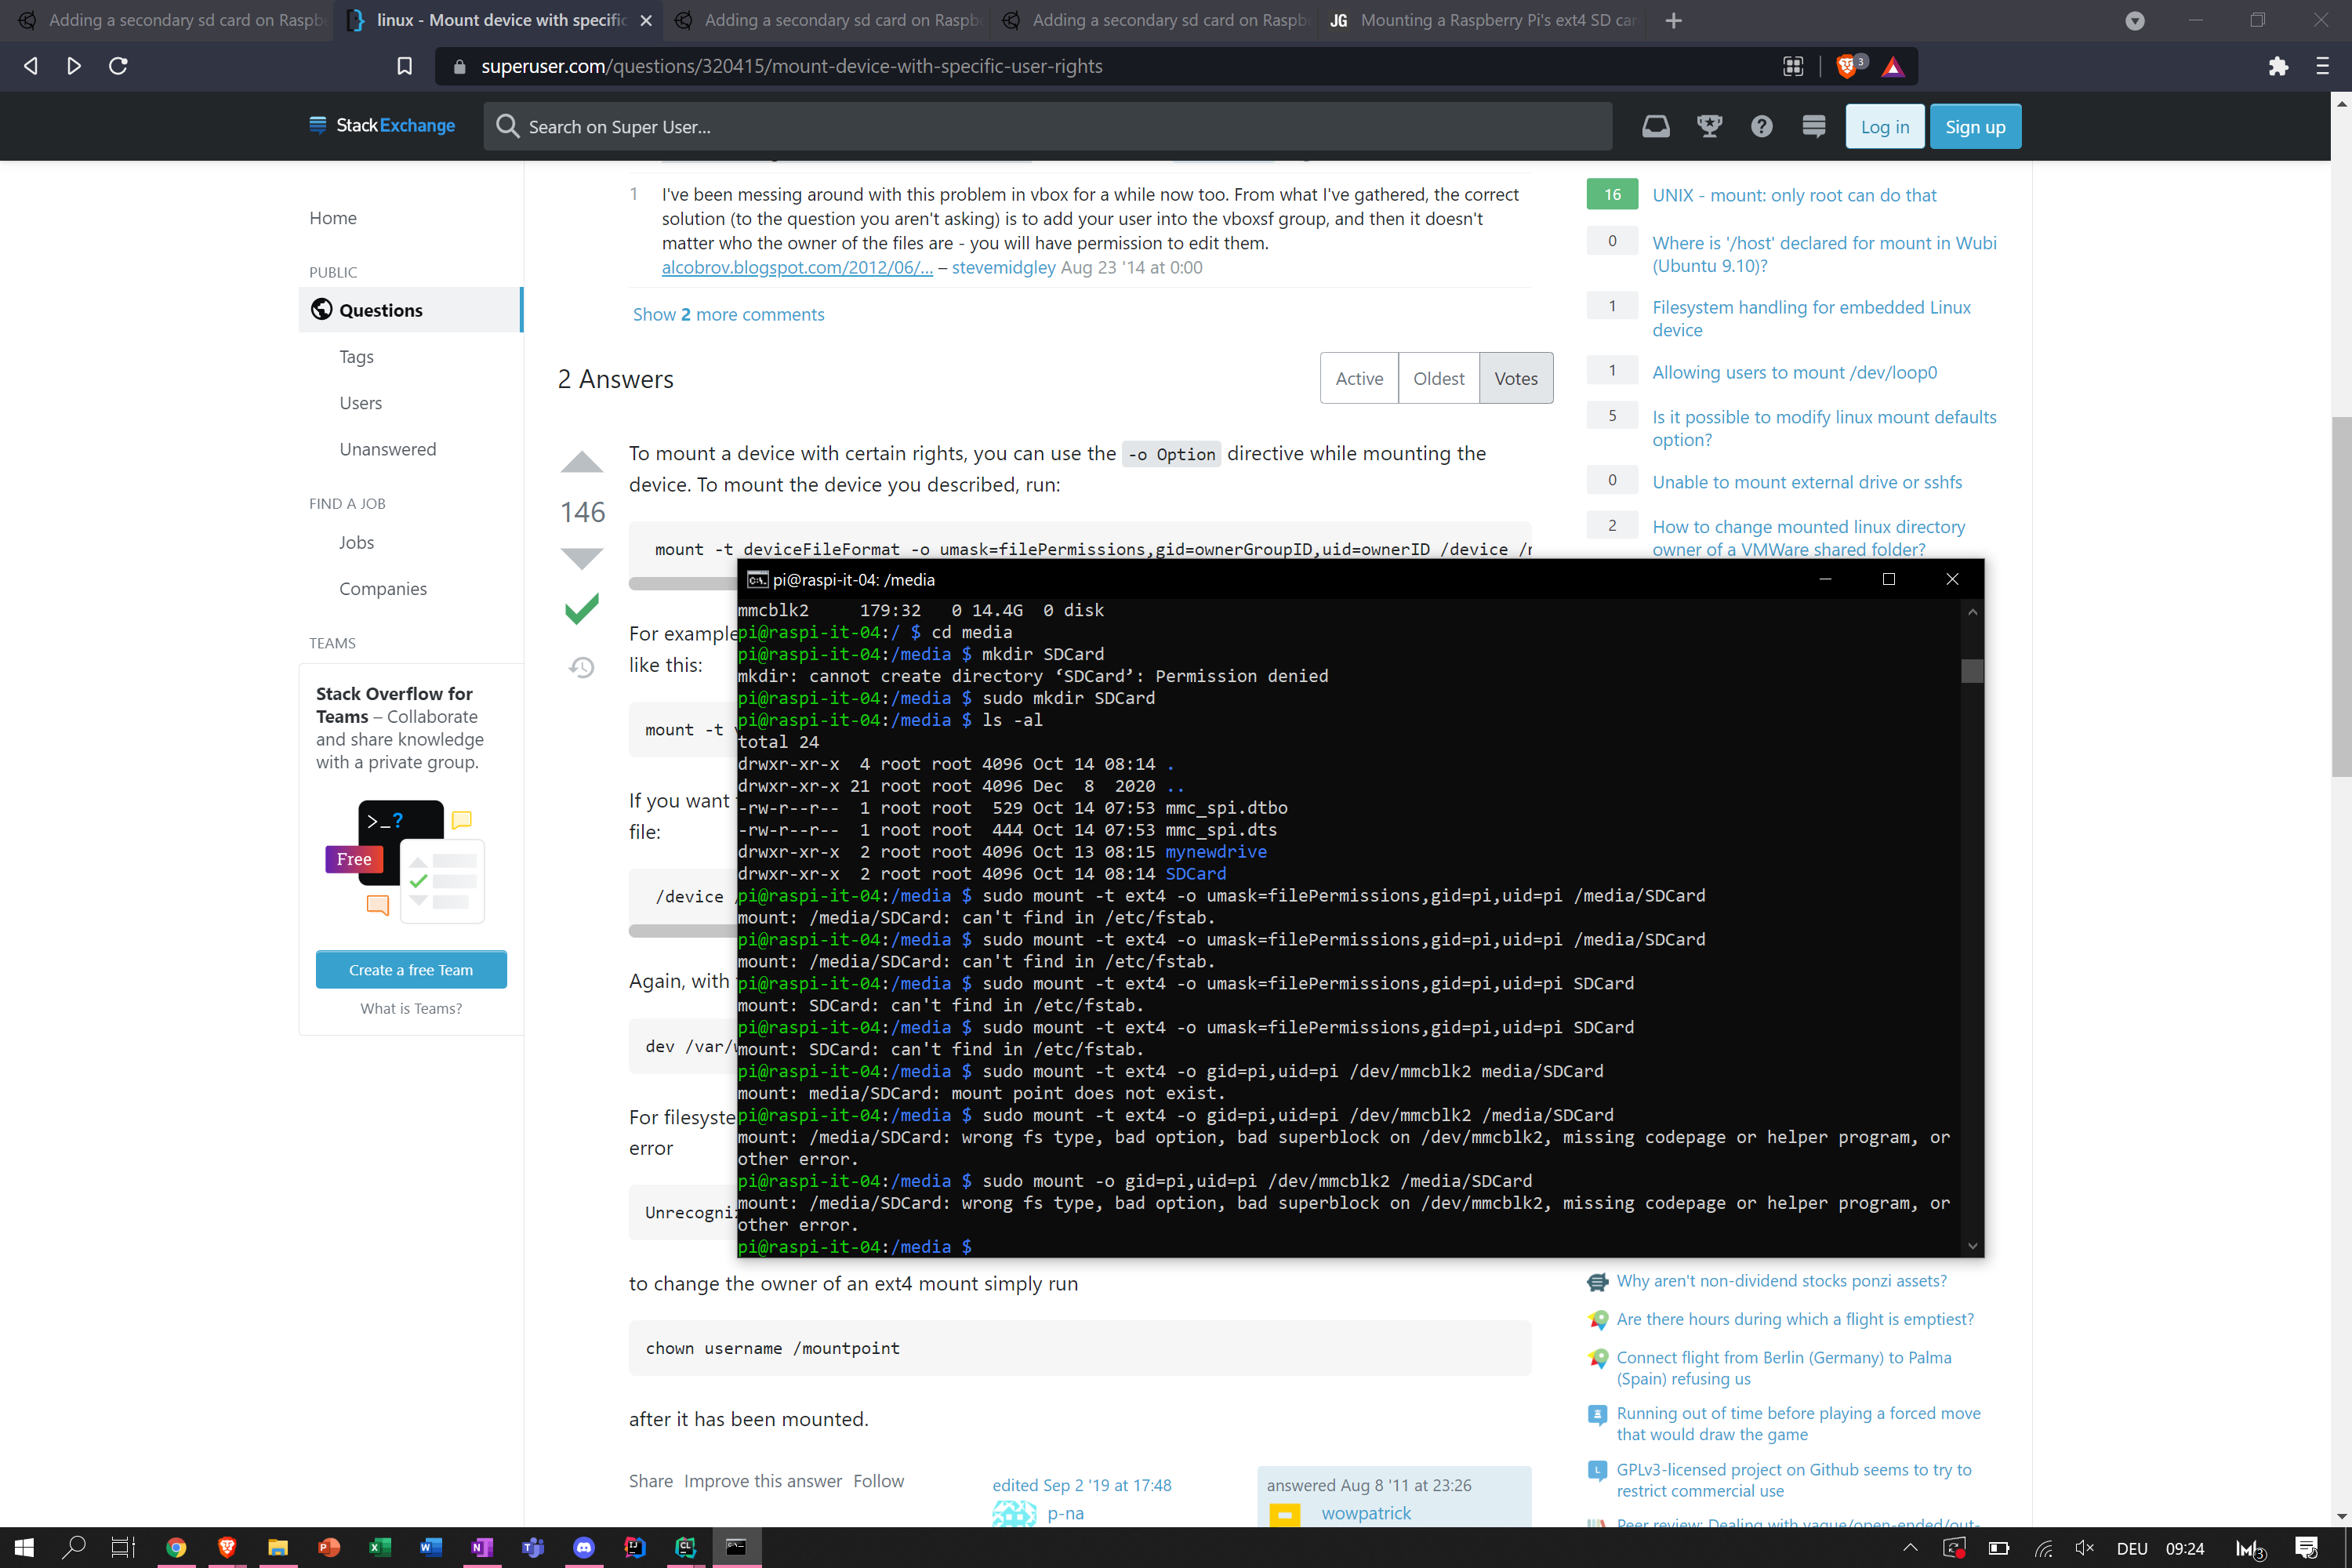 Adding a secondary sd card on Raspbe
linux - Mount device with specific
Adding a secondary sd card on Raspbe
Adding a secondary sd card on Raspbe
JG Mounting a Raspberry Pi's ext4 SD car
superuser.com/questions/320415/mount-device-with-specific-user-rights
3
StackExchange
Search on Super User...
Log in
Sign up
Home
PUBLIC
Questions
Tags
Users
Unanswered
FIND A JOB
Jobs
Companies
TEAMS
Stack Overflow for
Teams – Collaborate
and share knowledge
with a private group.
>_?
Free
Create a free Team
What is Teams?
1 I've been messing around with this problem in vbox for a while now too. From what I've gathered, the correct
solution (to the question you aren't asking) is to add your user into the vboxsf group, and then it doesn't
matter who the owner of the files are - you will have permission to edit them.
alcobrov.blogspot.com/2012/06/... – stevemidgley Aug 23 '14 at 0:00
Show 2 more comments
2 Answers
Active
Oldest
Votes
146
To mount a device with certain rights, you can use the -o Option directive while mounting the
device. To mount the device you described, run:
mount -t deviceFileFormat -o umask=filePermissions,gid=ownerGroupID,uid=ownerID /device /r
For example
like this:
mount -t
If you want
file:
/device
Again, with
dev /var/
For filesyste
error
Unrecogni
to change the owner of an ext4 mount simply run
chown username /mountpoint
after it has been mounted.
Share Improve this answer Follow
edited Sep 2 '19 at 17:48
p-na
answered Aug 8 '11 at 23:26
wowpatrick
pi@raspi-it-04: /media
mmcblk2     179:32   0 14.4G  0 disk
pi@raspi-it-04:/ $ cd media
pi@raspi-it-04:/media $ mkdir SDCard
mkdir: cannot create directory ‘SDCard’: Permission denied
pi@raspi-it-04:/media $ sudo mkdir SDCard
pi@raspi-it-04:/media $ ls -al
total 24
drwxr-xr-x  4 root root 4096 Oct 14 08:14 .
drwxr-xr-x 21 root root 4096 Dec  8  2020 ..
-rw-r--r--  1 root root  529 Oct 14 07:53 mmc_spi.dtbo
-rw-r--r--  1 root root  444 Oct 14 07:53 mmc_spi.dts
drwxr-xr-x  2 root root 4096 Oct 13 08:15 mynewdrive
drwxr-xr-x  2 root root 4096 Oct 14 08:14 SDCard
pi@raspi-it-04:/media $ sudo mount -t ext4 -o umask=filePermissions,gid=pi,uid=pi /media/SDCard
mount: /media/SDCard: can't find in /etc/fstab.
pi@raspi-it-04:/media $ sudo mount -t ext4 -o umask=filePermissions,gid=pi,uid=pi /media/SDCard
mount: /media/SDCard: can't find in /etc/fstab.
pi@raspi-it-04:/media $ sudo mount -t ext4 -o umask=filePermissions,gid=pi,uid=pi SDCard
mount: SDCard: can't find in /etc/fstab.
pi@raspi-it-04:/media $ sudo mount -t ext4 -o umask=filePermissions,gid=pi,uid=pi SDCard
mount: SDCard: can't find in /etc/fstab.
pi@raspi-it-04:/media $ sudo mount -t ext4 -o gid=pi,uid=pi /dev/mmcblk2 media/SDCard
mount: media/SDCard: mount point does not exist.
pi@raspi-it-04:/media $ sudo mount -t ext4 -o gid=pi,uid=pi /dev/mmcblk2 /media/SDCard
mount: /media/SDCard: wrong fs type, bad option, bad superblock on /dev/mmcblk2, missing codepage or helper program, or
other error.
pi@raspi-it-04:/media $ sudo mount -o gid=pi,uid=pi /dev/mmcblk2 /media/SDCard
mount: /media/SDCard: wrong fs type, bad option, bad superblock on /dev/mmcblk2, missing codepage or helper program, or
other error.
pi@raspi-it-04:/media $
16 UNIX - mount: only root can do that
0 Where is '/host' declared for mount in Wubi
(Ubuntu 9.10)?
1 Filesystem handling for embedded Linux
device
1 Allowing users to mount /dev/loop0
5 Is it possible to modify linux mount defaults
option?
0 Unable to mount external drive or sshfs
2 How to change mounted linux directory
owner of a VMWare shared folder?
Why aren't non-dividend stocks ponzi assets?
Are there hours during which a flight is emptiest?
Connect flight from Berlin (Germany) to Palma
(Spain) refusing us
Running out of time before playing a forced move
that would draw the game
GPLv3-licensed project on Github seems to try to
restrict commercial use
Peer review: Dealing with vague/open-ended/out-
DEU
09:24
3